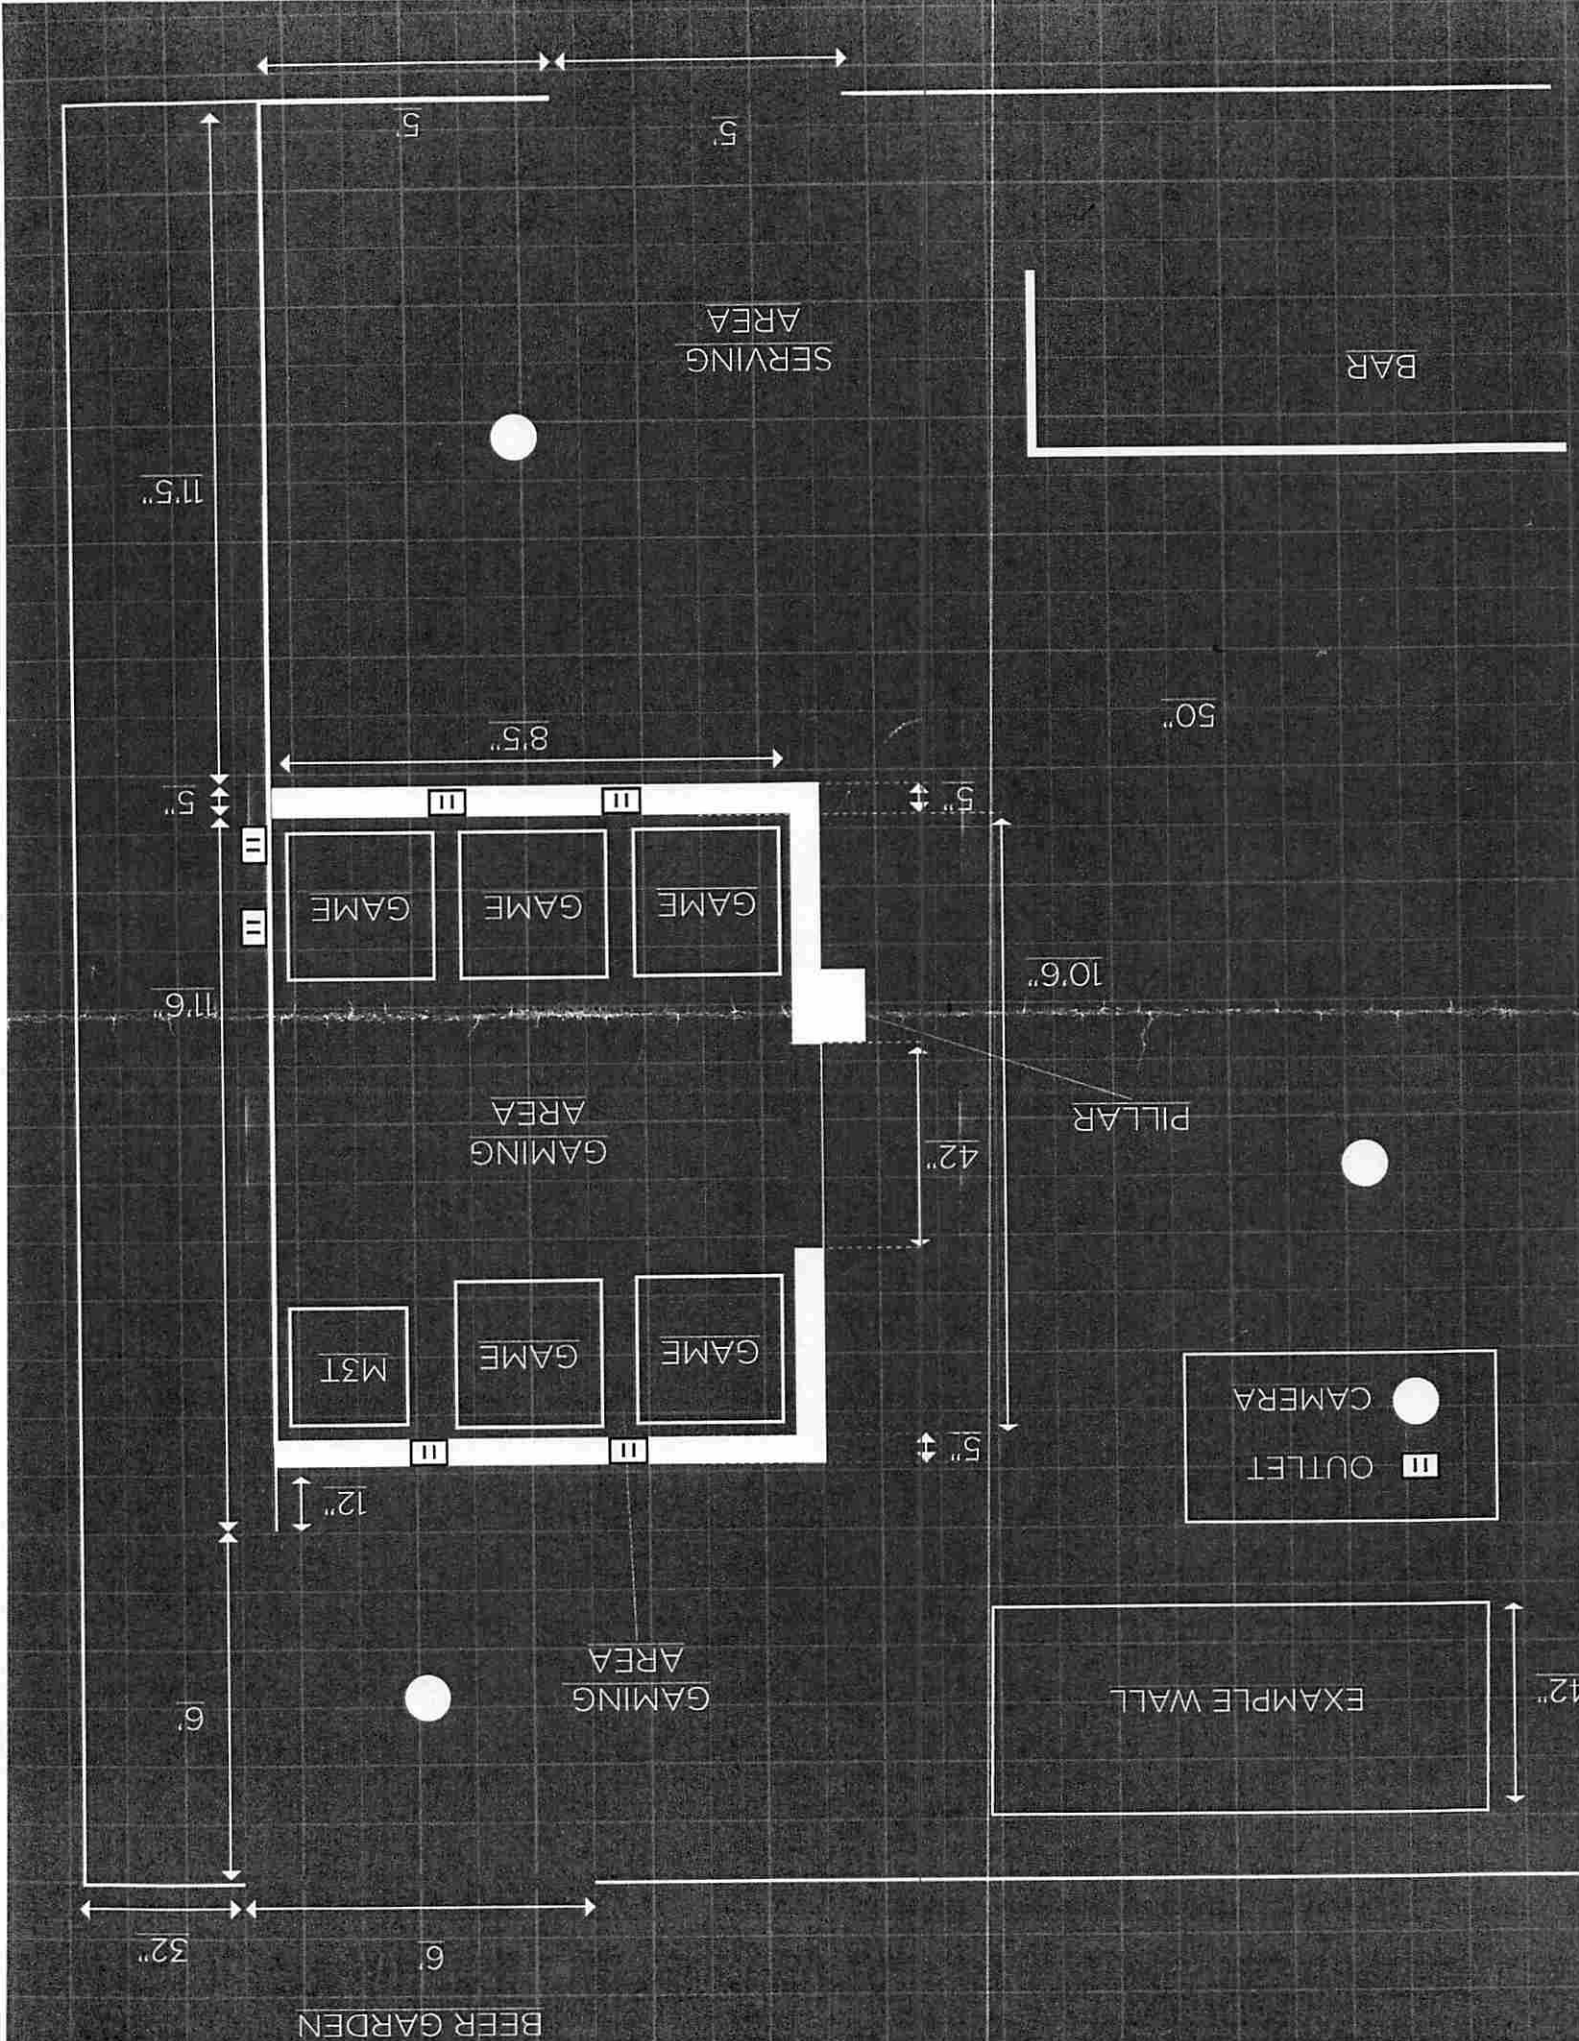 BEER GARDEN
6'
32"
42"
EXAMPLE WALL
GAMING
AREA
6'
12"
OUTLET
CAMERA
5"
GAME
GAME
M3T
PILLAR
42"
GAMING
AREA
10'6"
11'6"
GAME
GAME
GAME
5"
5"
8'5"
50"
11'5"
BAR
SERVING
AREA
5'
5'